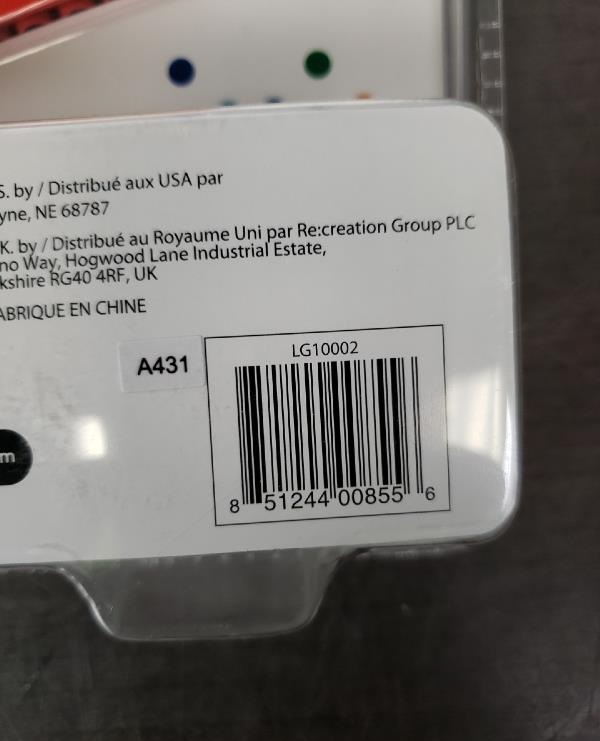 S. by / Distribué aux USA par
yne, NE 68787
K. by / Distribué au Royaume Uni par Re:creation Group PLC
no Way, Hogwood Lane Industrial Estate,
kshire RG40 4RF, UK
ABRIQUE EN CHINE
A431
LG10002
m
8 51244 00855 6